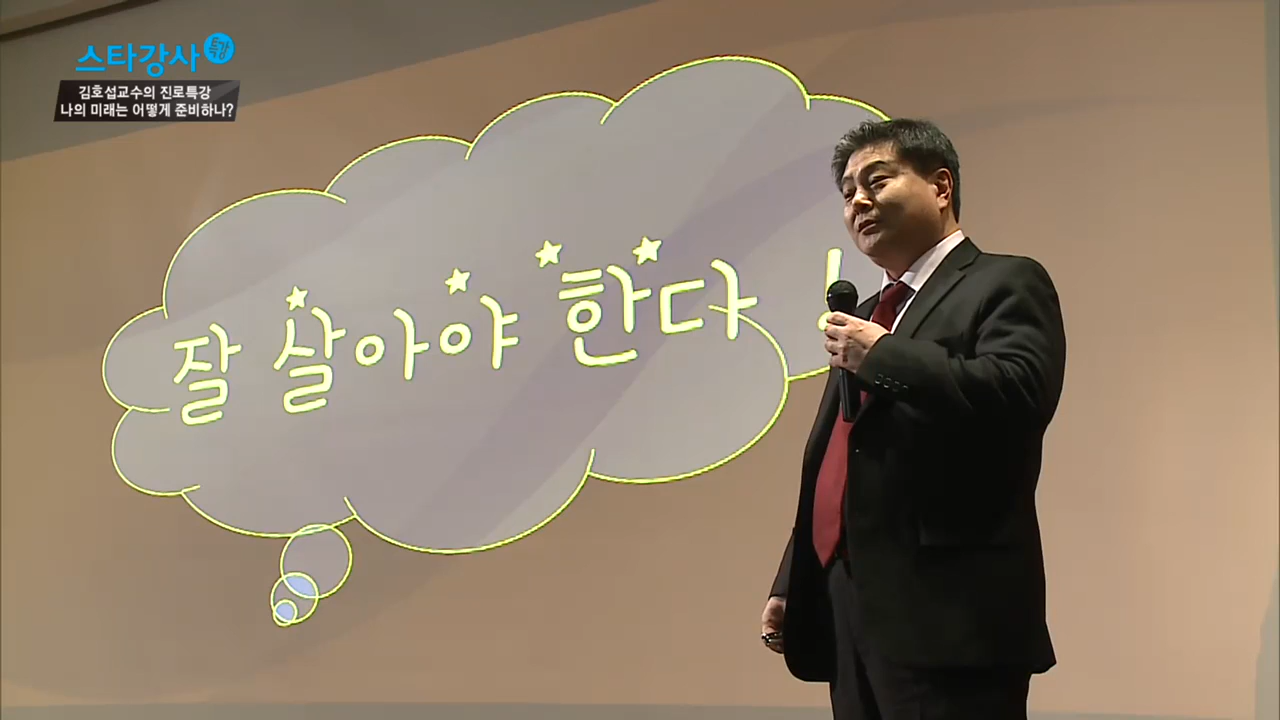 스타강사 특강
김호섭교수의 진로특강
나의 미래는 어떻게 준비하나?
잘 살아야 한다 !